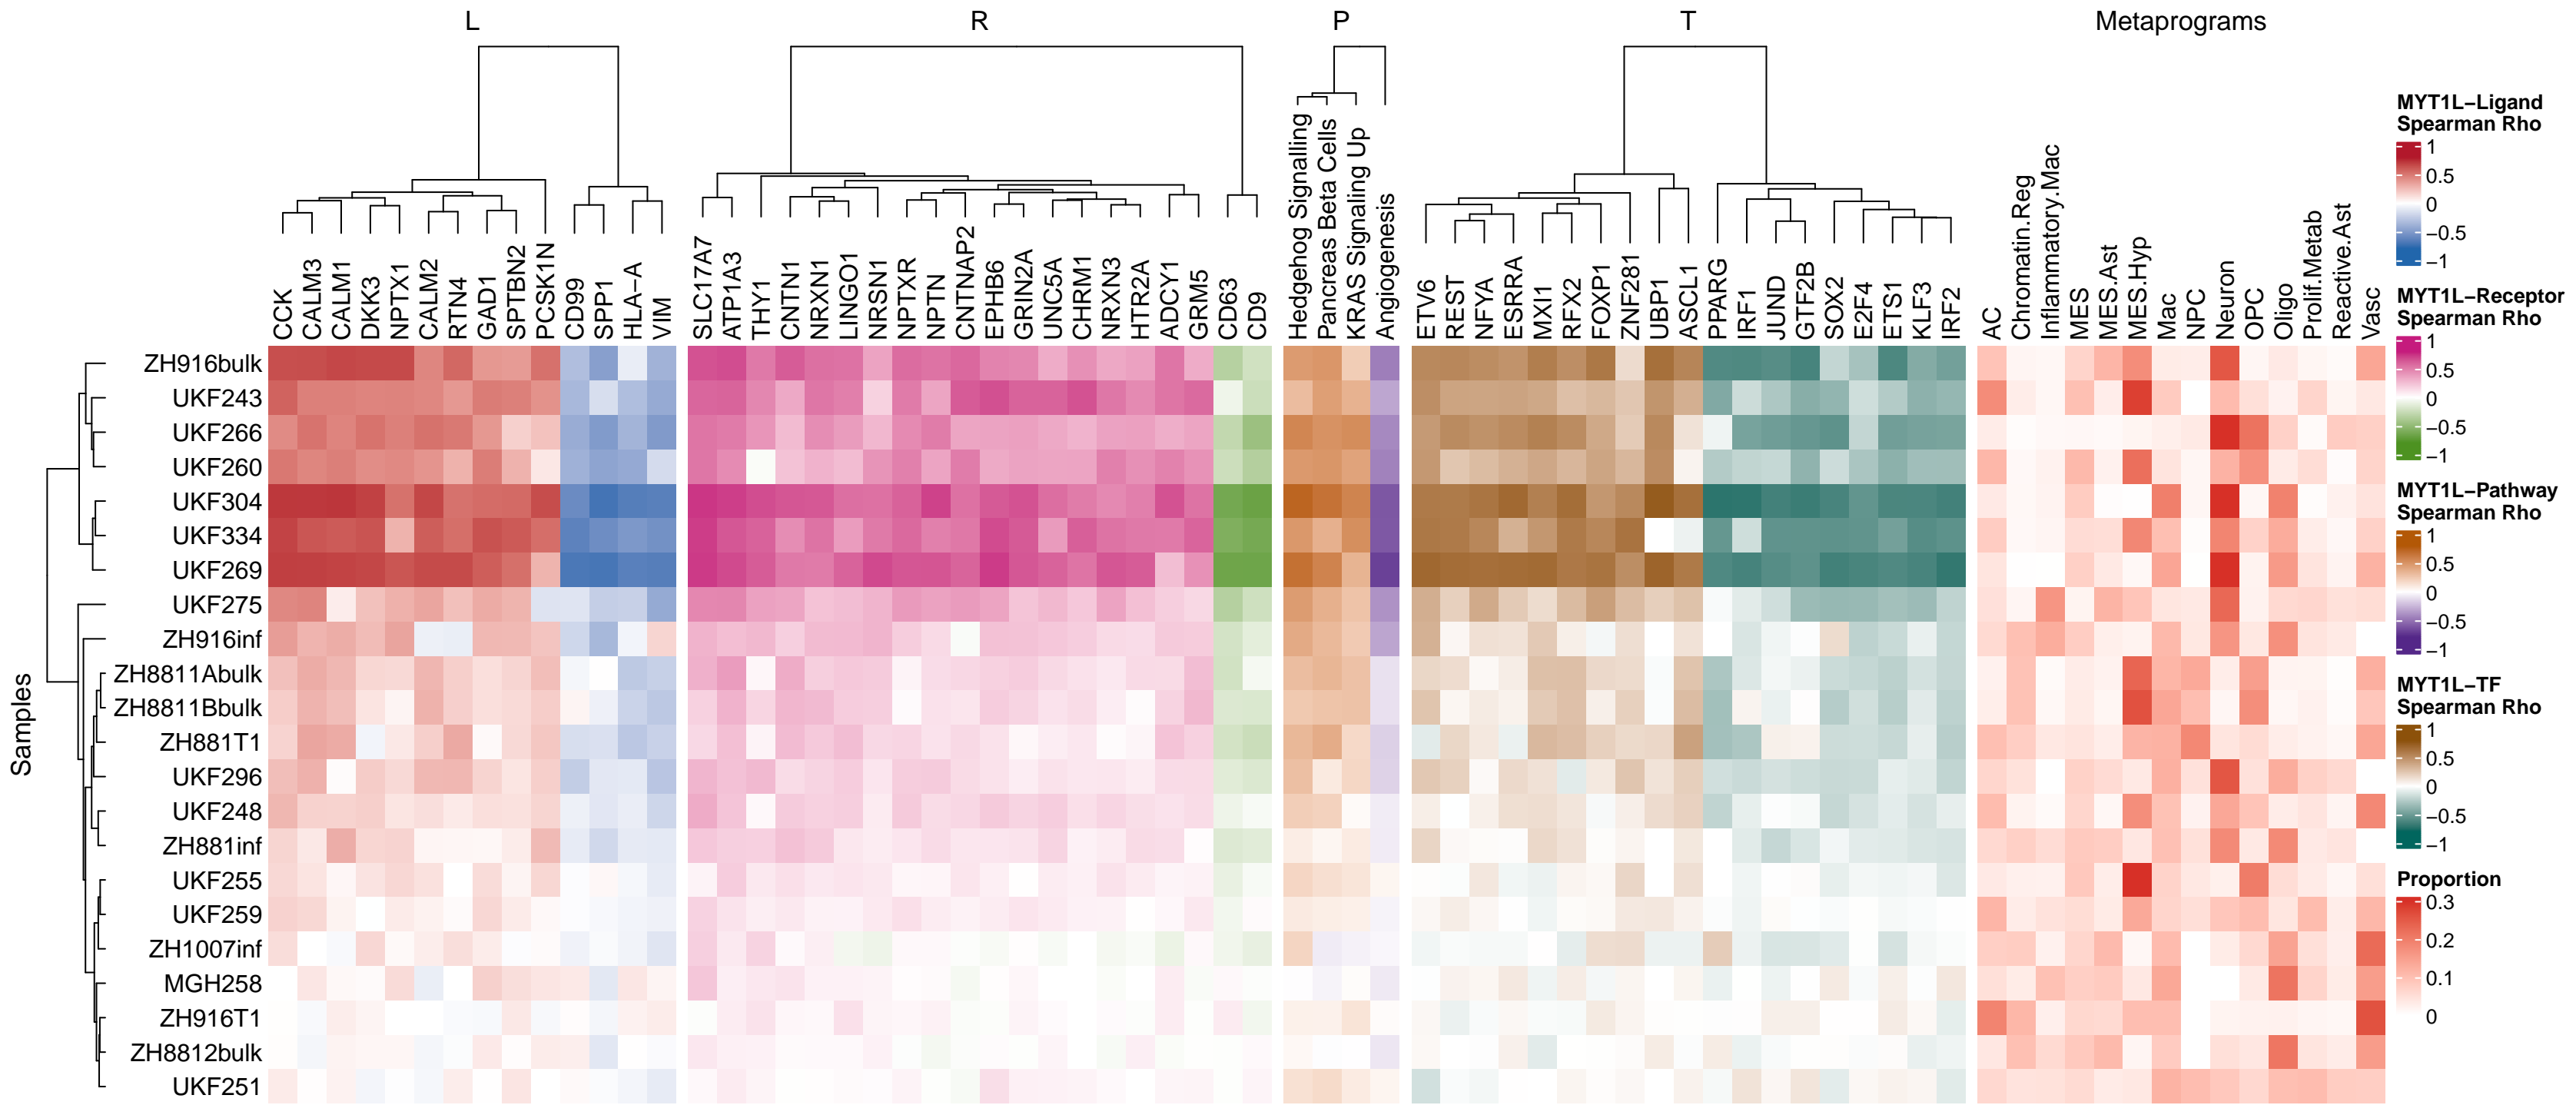 L
R
P
T
Metaprograms
CCK
CALM3
CALM1
DKK3
NPTX1
CALM2
RTN4
GAD1
SPTBN2
PCSK1N
CD99
SPP1
HLA−A
VIM
SLC17A7
ATP1A3
THY1
CNTN1
NRXN1
LINGO1
NRSN1
NPTXR
NPTN
CNTNAP2
EPHB6
GRIN2A
UNC5A
CHRM1
NRXN3
HTR2A
ADCY1
GRM5
CD63
CD9
Hedgehog Signalling
Pancreas Beta Cells
KRAS Signaling Up
Angiogenesis
ETV6
REST
NFYA
ESRRA
MXI1
RFX2
FOXP1
ZNF281
UBP1
ASCL1
PPARG
IRF1
JUND
GTF2B
SOX2
E2F4
ETS1
KLF3
IRF2
AC
Chromatin.Reg
Inflammatory.Mac
MES
MES.Ast
MES.Hyp
Mac
NPC
Neuron
OPC
Oligo
Prolif.Metab
Reactive.Ast
Vasc
Samples
ZH916bulk
UKF243
UKF266
UKF260
UKF304
UKF334
UKF269
UKF275
ZH916inf
ZH8811Abulk
ZH8811Bbulk
ZH881T1
UKF296
UKF248
ZH881inf
UKF255
UKF259
ZH1007inf
MGH258
ZH916T1
ZH8812bulk
UKF251
MYT1L−Ligand
Spearman Rho
1
0.5
0
−0.5
−1
MYT1L−Receptor
Spearman Rho
1
0.5
0
−0.5
−1
MYT1L−Pathway
Spearman Rho
1
0.5
0
−0.5
−1
MYT1L−TF
Spearman Rho
1
0.5
0
−0.5
−1
Proportion
0.3
0.2
0.1
0